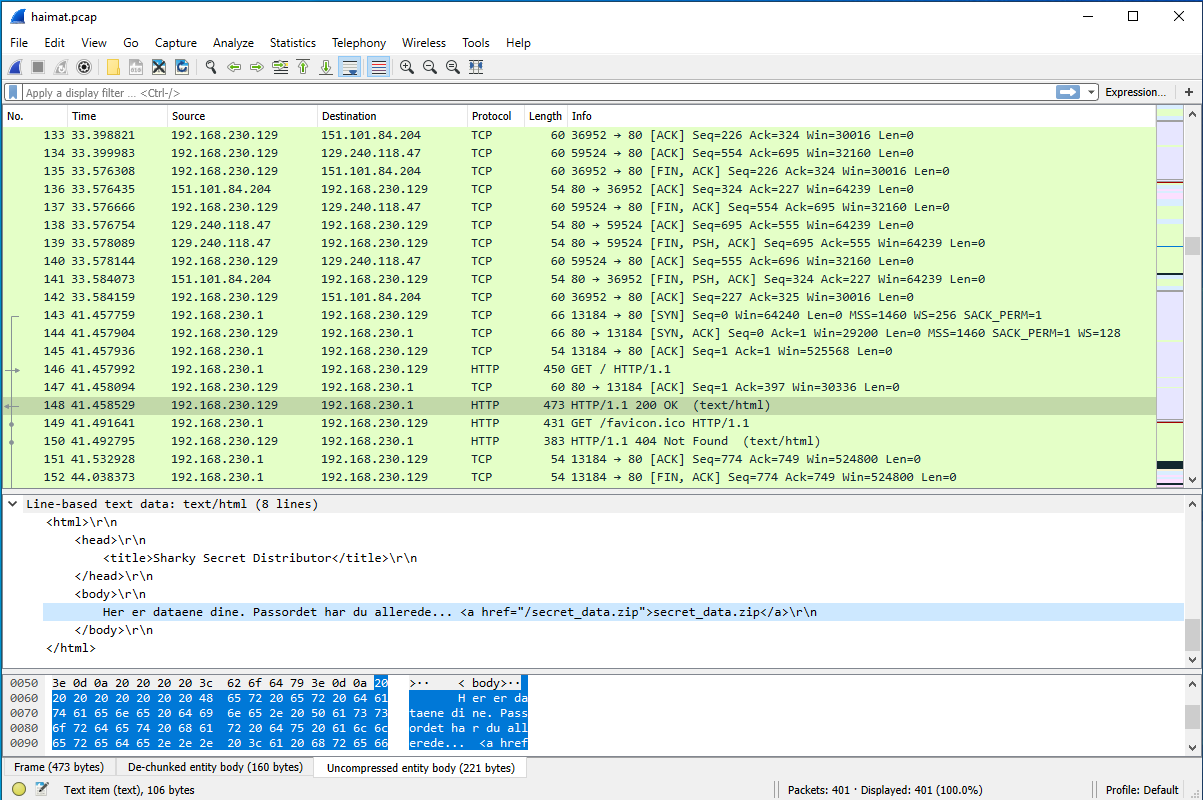 haimat.pcap
File Edit View Go Capture Analyze Statistics Telephony Wireless Tools Help
Apply a display filter ... <Ctrl-/> Expression... +
No. Time Source Destination Protocol Length Info
133 33.398821 192.168.230.129 151.101.84.204 TCP 60 36952 → 80 [ACK] Seq=226 Ack=324 Win=30016 Len=0
134 33.399983 192.168.230.129 129.240.118.47 TCP 60 59524 → 80 [ACK] Seq=554 Ack=695 Win=32160 Len=0
135 33.576308 192.168.230.129 151.101.84.204 TCP 60 36952 → 80 [FIN, ACK] Seq=226 Ack=324 Win=30016 Len=0
136 33.576435 151.101.84.204 192.168.230.129 TCP 54 80 → 36952 [ACK] Seq=324 Ack=227 Win=64239 Len=0
137 33.576666 192.168.230.129 129.240.118.47 TCP 60 59524 → 80 [FIN, ACK] Seq=554 Ack=695 Win=32160 Len=0
138 33.576754 129.240.118.47 192.168.230.129 TCP 54 80 → 59524 [ACK] Seq=695 Ack=555 Win=64239 Len=0
139 33.578089 129.240.118.47 192.168.230.129 TCP 54 80 → 59524 [FIN, PSH, ACK] Seq=695 Ack=555 Win=64239 Len=0
140 33.578144 192.168.230.129 129.240.118.47 TCP 60 59524 → 80 [ACK] Seq=555 Ack=696 Win=32160 Len=0
141 33.584073 151.101.84.204 192.168.230.129 TCP 54 80 → 36952 [FIN, PSH, ACK] Seq=324 Ack=227 Win=64239 Len=0
142 33.584159 192.168.230.129 151.101.84.204 TCP 60 36952 → 80 [ACK] Seq=227 Ack=325 Win=30016 Len=0
143 41.457759 192.168.230.1 192.168.230.129 TCP 66 13184 → 80 [SYN] Seq=0 Win=64240 Len=0 MSS=1460 WS=256 SACK_PERM=1
144 41.457904 192.168.230.129 192.168.230.1 TCP 66 80 → 13184 [SYN, ACK] Seq=0 Ack=1 Win=29200 Len=0 MSS=1460 SACK_PERM=1 WS=128
145 41.457936 192.168.230.1 192.168.230.129 TCP 54 13184 → 80 [ACK] Seq=1 Ack=1 Win=525568 Len=0
146 41.457992 192.168.230.1 192.168.230.129 HTTP 450 GET / HTTP/1.1
147 41.458094 192.168.230.129 192.168.230.1 TCP 60 80 → 13184 [ACK] Seq=1 Ack=397 Win=30336 Len=0
148 41.458529 192.168.230.129 192.168.230.1 HTTP 473 HTTP/1.1 200 OK (text/html)
149 41.491641 192.168.230.1 192.168.230.129 HTTP 431 GET /favicon.ico HTTP/1.1
150 41.492795 192.168.230.129 192.168.230.1 HTTP 383 HTTP/1.1 404 Not Found (text/html)
151 41.532928 192.168.230.1 192.168.230.129 TCP 54 13184 → 80 [ACK] Seq=774 Ack=749 Win=524800 Len=0
152 44.038373 192.168.230.1 192.168.230.129 TCP 54 13184 → 80 [FIN, ACK] Seq=774 Ack=749 Win=524800 Len=0
Line-based text data: text/html (8 lines)
<html>\r\n
<head>\r\n
<title>Sharky Secret Distributor</title>\r\n
</head>\r\n
<body>\r\n
Her er dataene dine. Passordet har du allerede... <a href="/secret_data.zip">secret_data.zip</a>\r\n
</body>\r\n
</html>
0050 3e 0d 0a 20 20 20 20 3c 62 6f 64 79 3e 0d 0a 20 >·· < body>··
0060 20 20 20 20 20 20 20 48 65 72 20 65 72 20 64 61 H er er da
0070 74 61 65 6e 65 20 64 69 6e 65 2e 20 50 61 73 73 taene di ne. Pass
0080 6f 72 64 65 74 20 68 61 72 20 64 75 20 61 6c 6c ordet ha r du all
0090 65 72 65 64 65 2e 2e 2e 20 3c 61 20 68 72 65 66 erede... <a href
Frame (473 bytes) De-chunked entity body (160 bytes) Uncompressed entity body (221 bytes)
Text item (text), 106 bytes Packets: 401 · Displayed: 401 (100.0%) Profile: Default